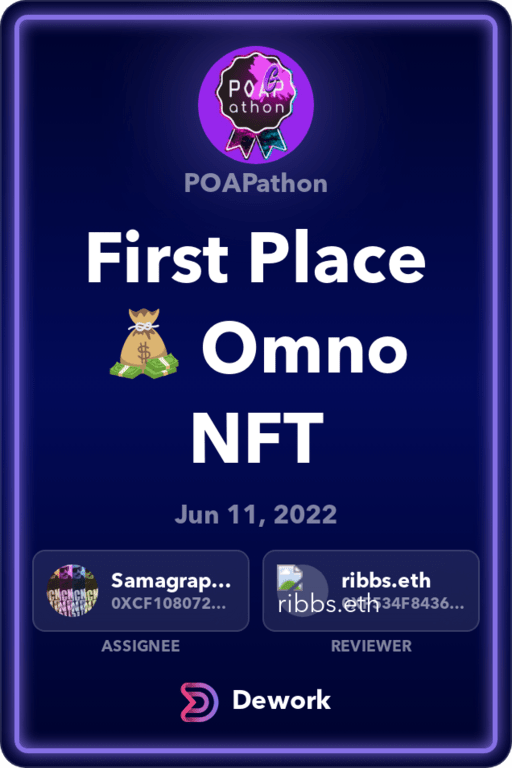 POAP
athon
POAPathon
First Place
💰 Omno
NFT
Jun 11, 2022
Samagrap...
0XCF108072...
ASSIGNEE
ribbs.eth
ribbs.eth
REVIEWER
Dework